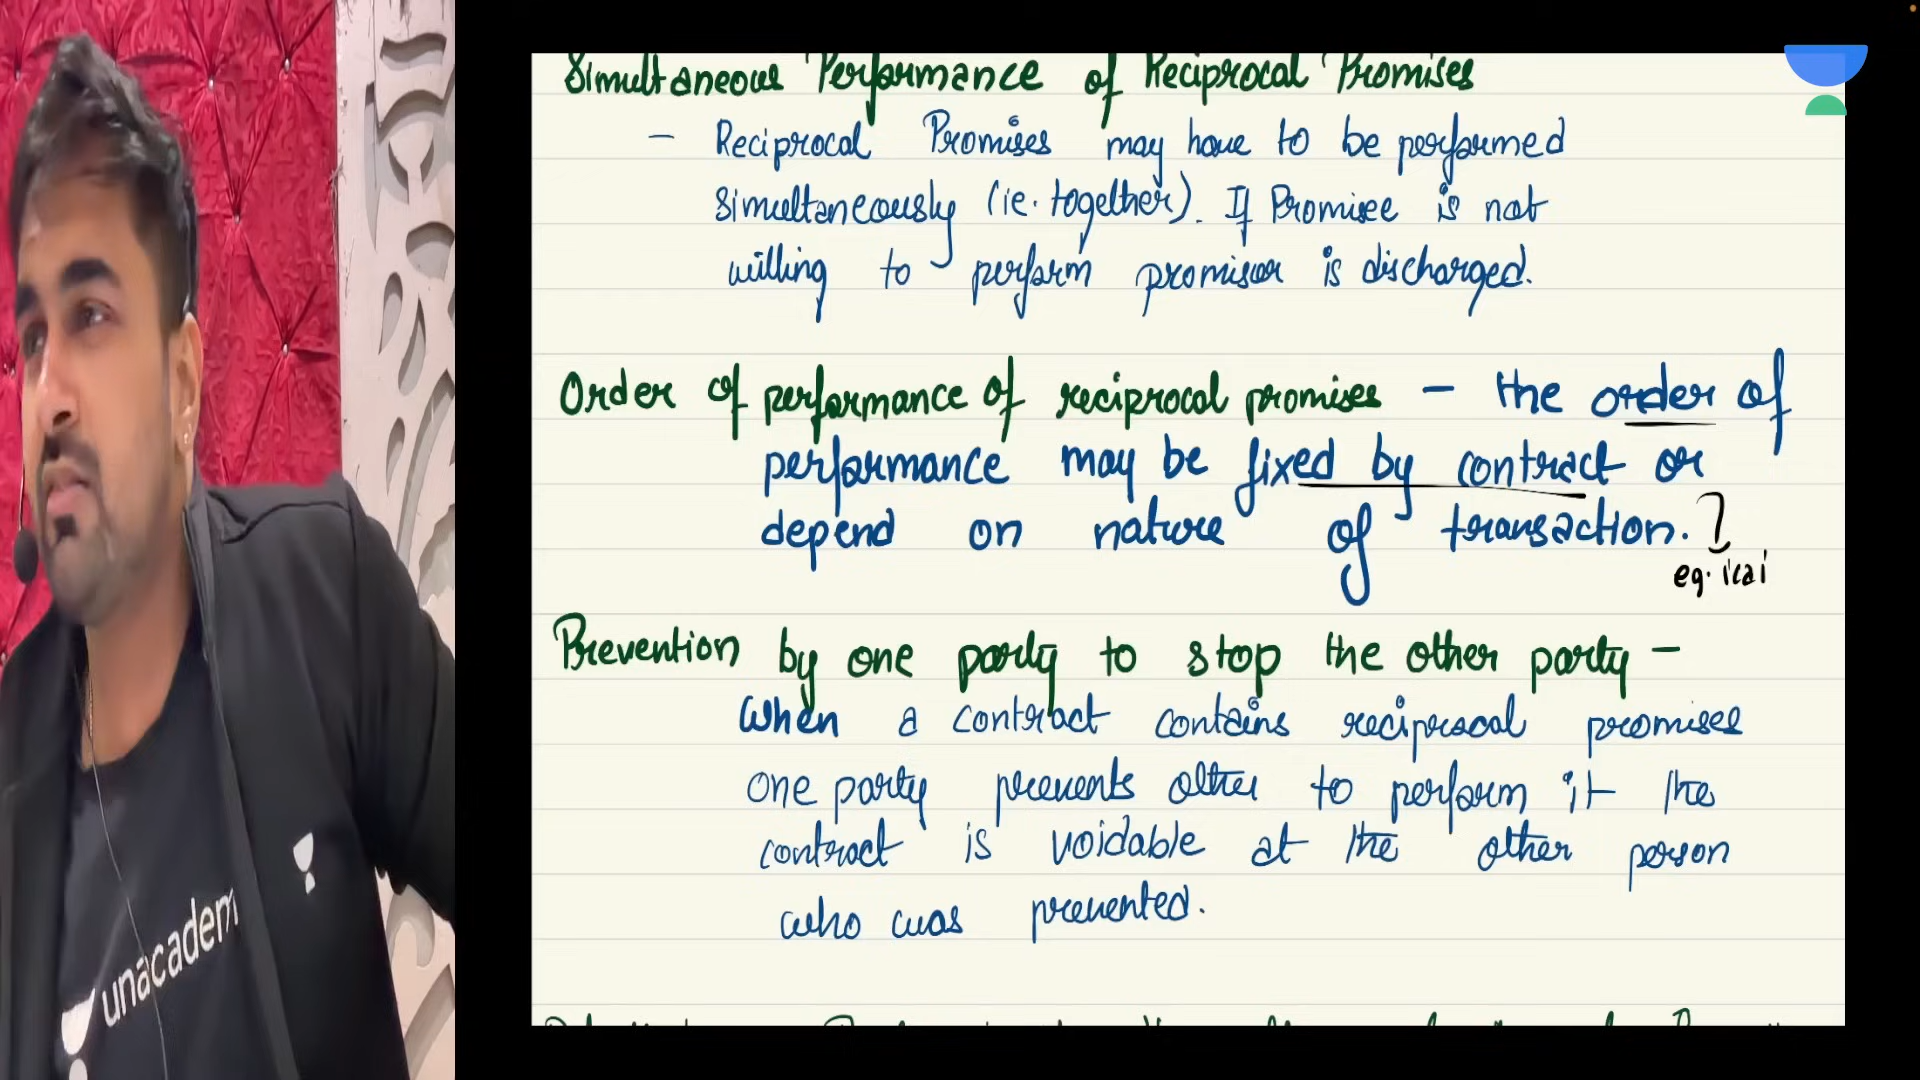 Simultaneous Performance of Reciprocal Promises
- Reciprocal Promises may have to be performed
simultaneously (ie. together). If Promisee is not
willing to perform promisor is discharged.
Order of performance of reciprocal promises - the order of
performance may be fixed by contract or
depend on nature of transaction.
eg. icai
Prevention by one party to stop the other party -
When a contract contains reciprocal promises
one party prevents other to perform it the
contract is voidable at the other person
who was prevented.
unacadem